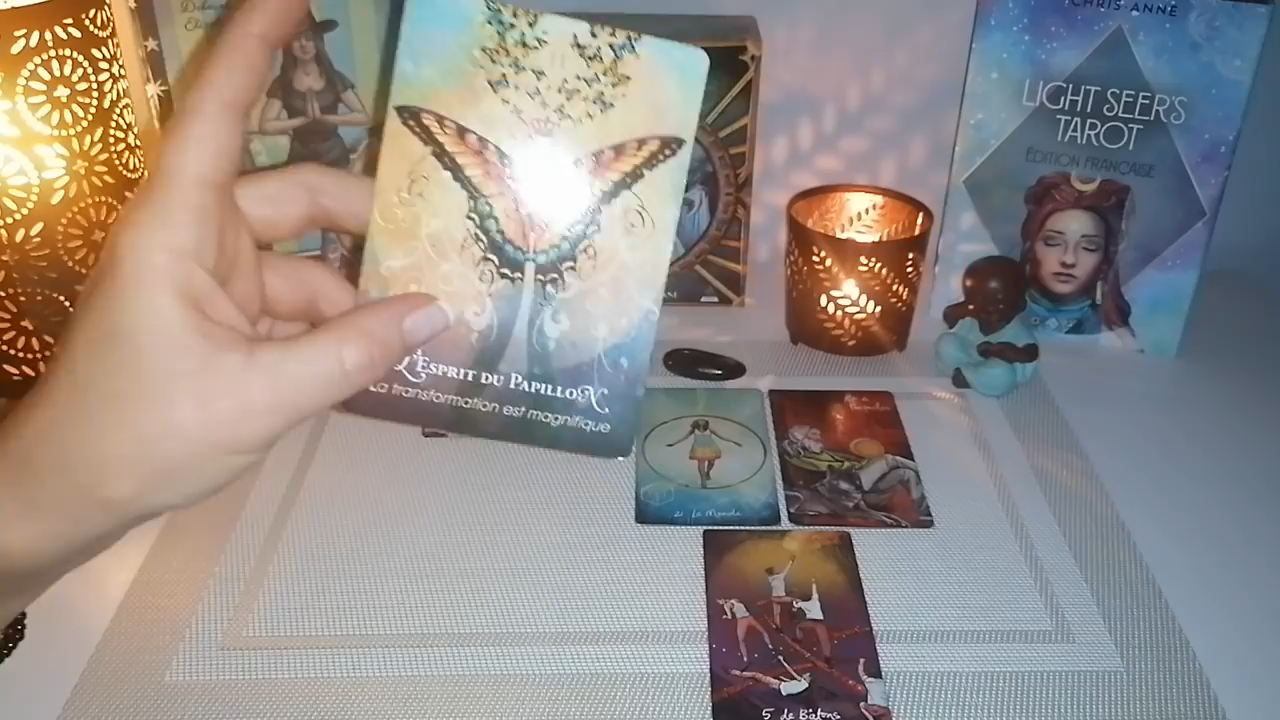 CHRIS-ANNE
LIGHT SEER'S
TAROT
ÉDITION FRANÇAISE
L'ESPRIT DU PAPILLON
La transformation est magnifique
21 Le Monde
5 de Bâtons